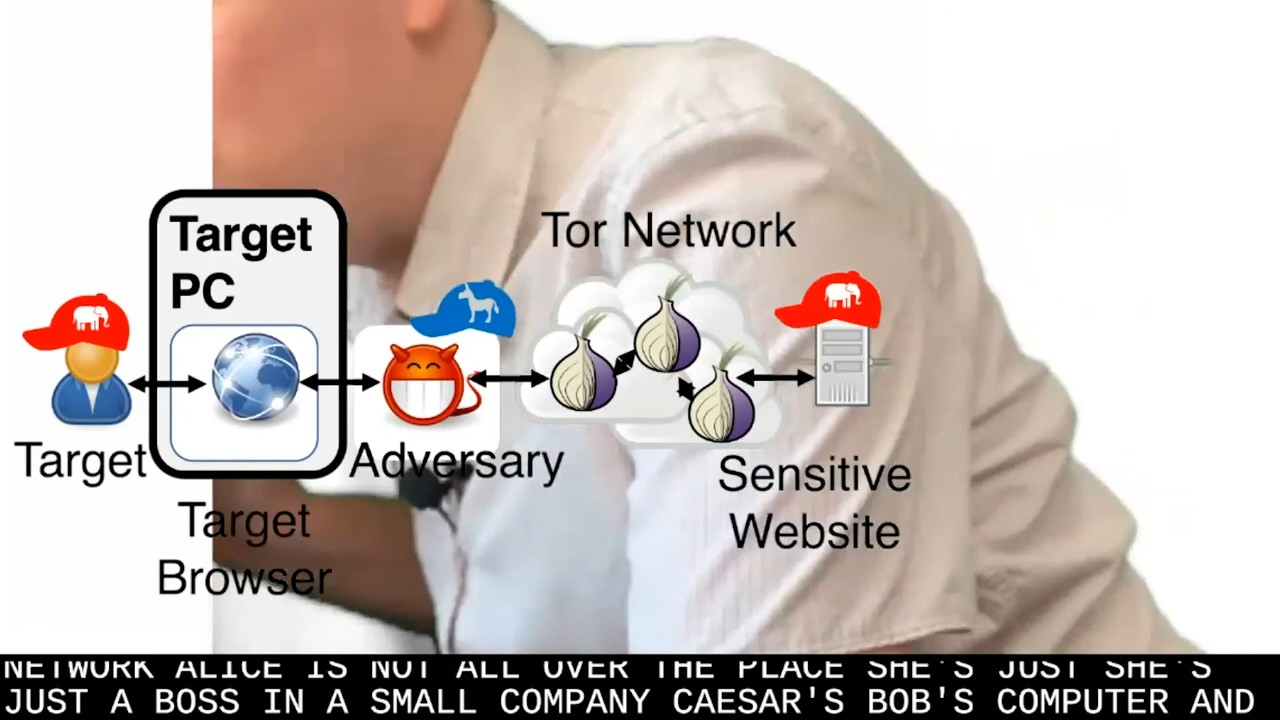 Target
PC
Tor Network
Target
Adversary
Sensitive
Website
Target
Browser
NETWORK ALICE IS NOT ALL OVER THE PLACE SHE'S JUST SHE'S
JUST A BOSS IN A SMALL COMPANY CAESAR'S BOB'S COMPUTER AND